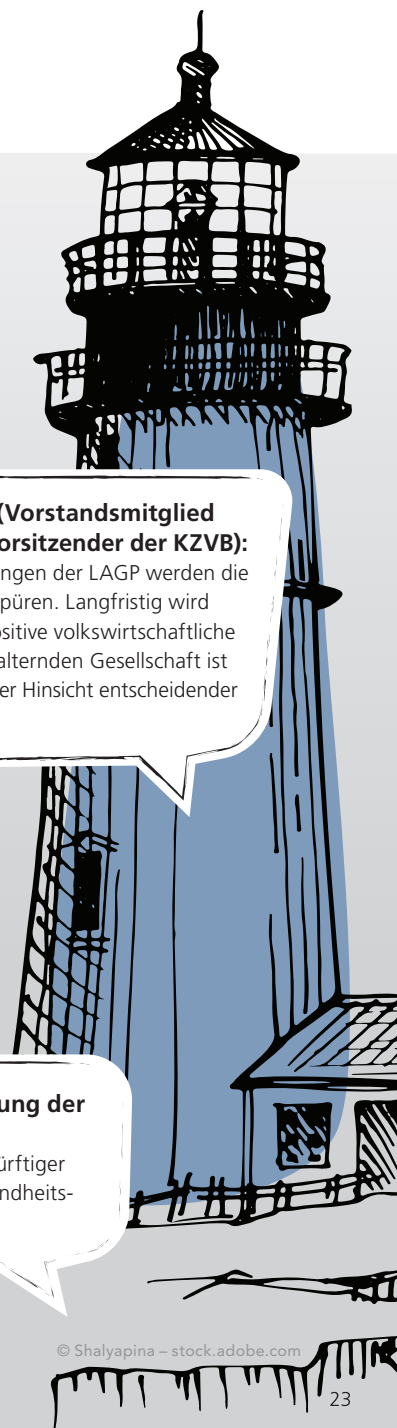 (Vorstandsmitglied
orsitzender der KZVB):
ngen der LAGP werden die
püren. Langfristig wird
sitive volkswirtschaftliche
alternden Gesellschaft ist
er Hinsicht entscheidender
ung der
ürftiger
ndheits-
© Shalyapina – stock.adobe.com
23